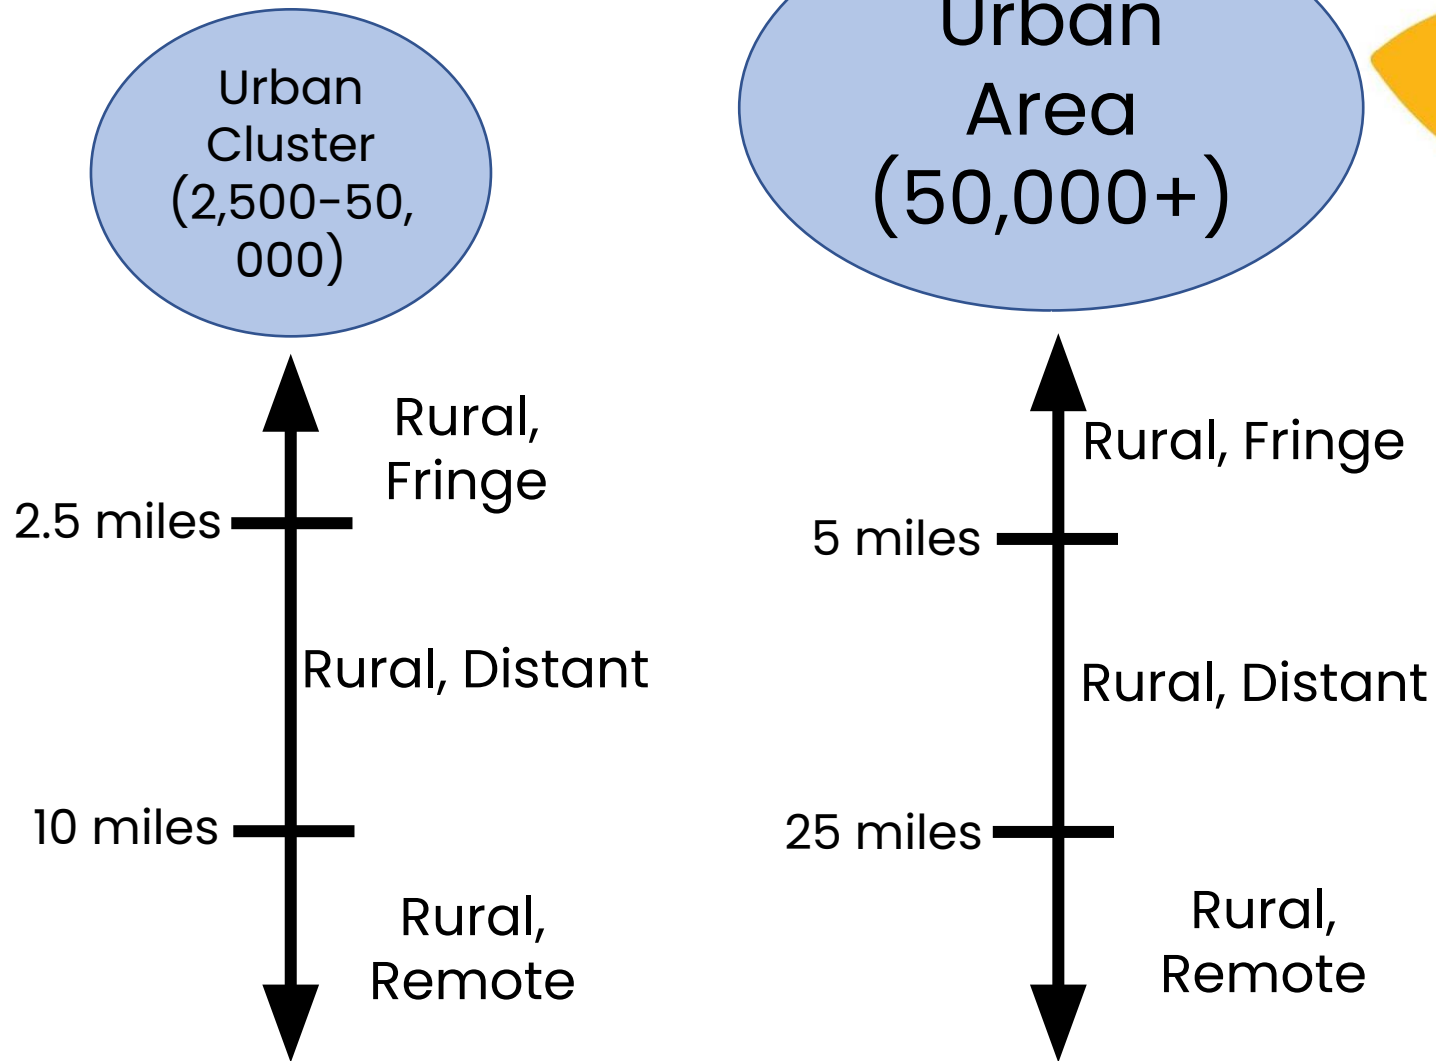 Urban
Cluster
(2,500-50,
000)
Rural,
Fringe
2.5 miles
Rural, Distant
10 miles
Rural,
Remote
Urban
Area
(50,000+)
Rural, Fringe
5 miles
Rural, Distant
25 miles
Rural,
Remote